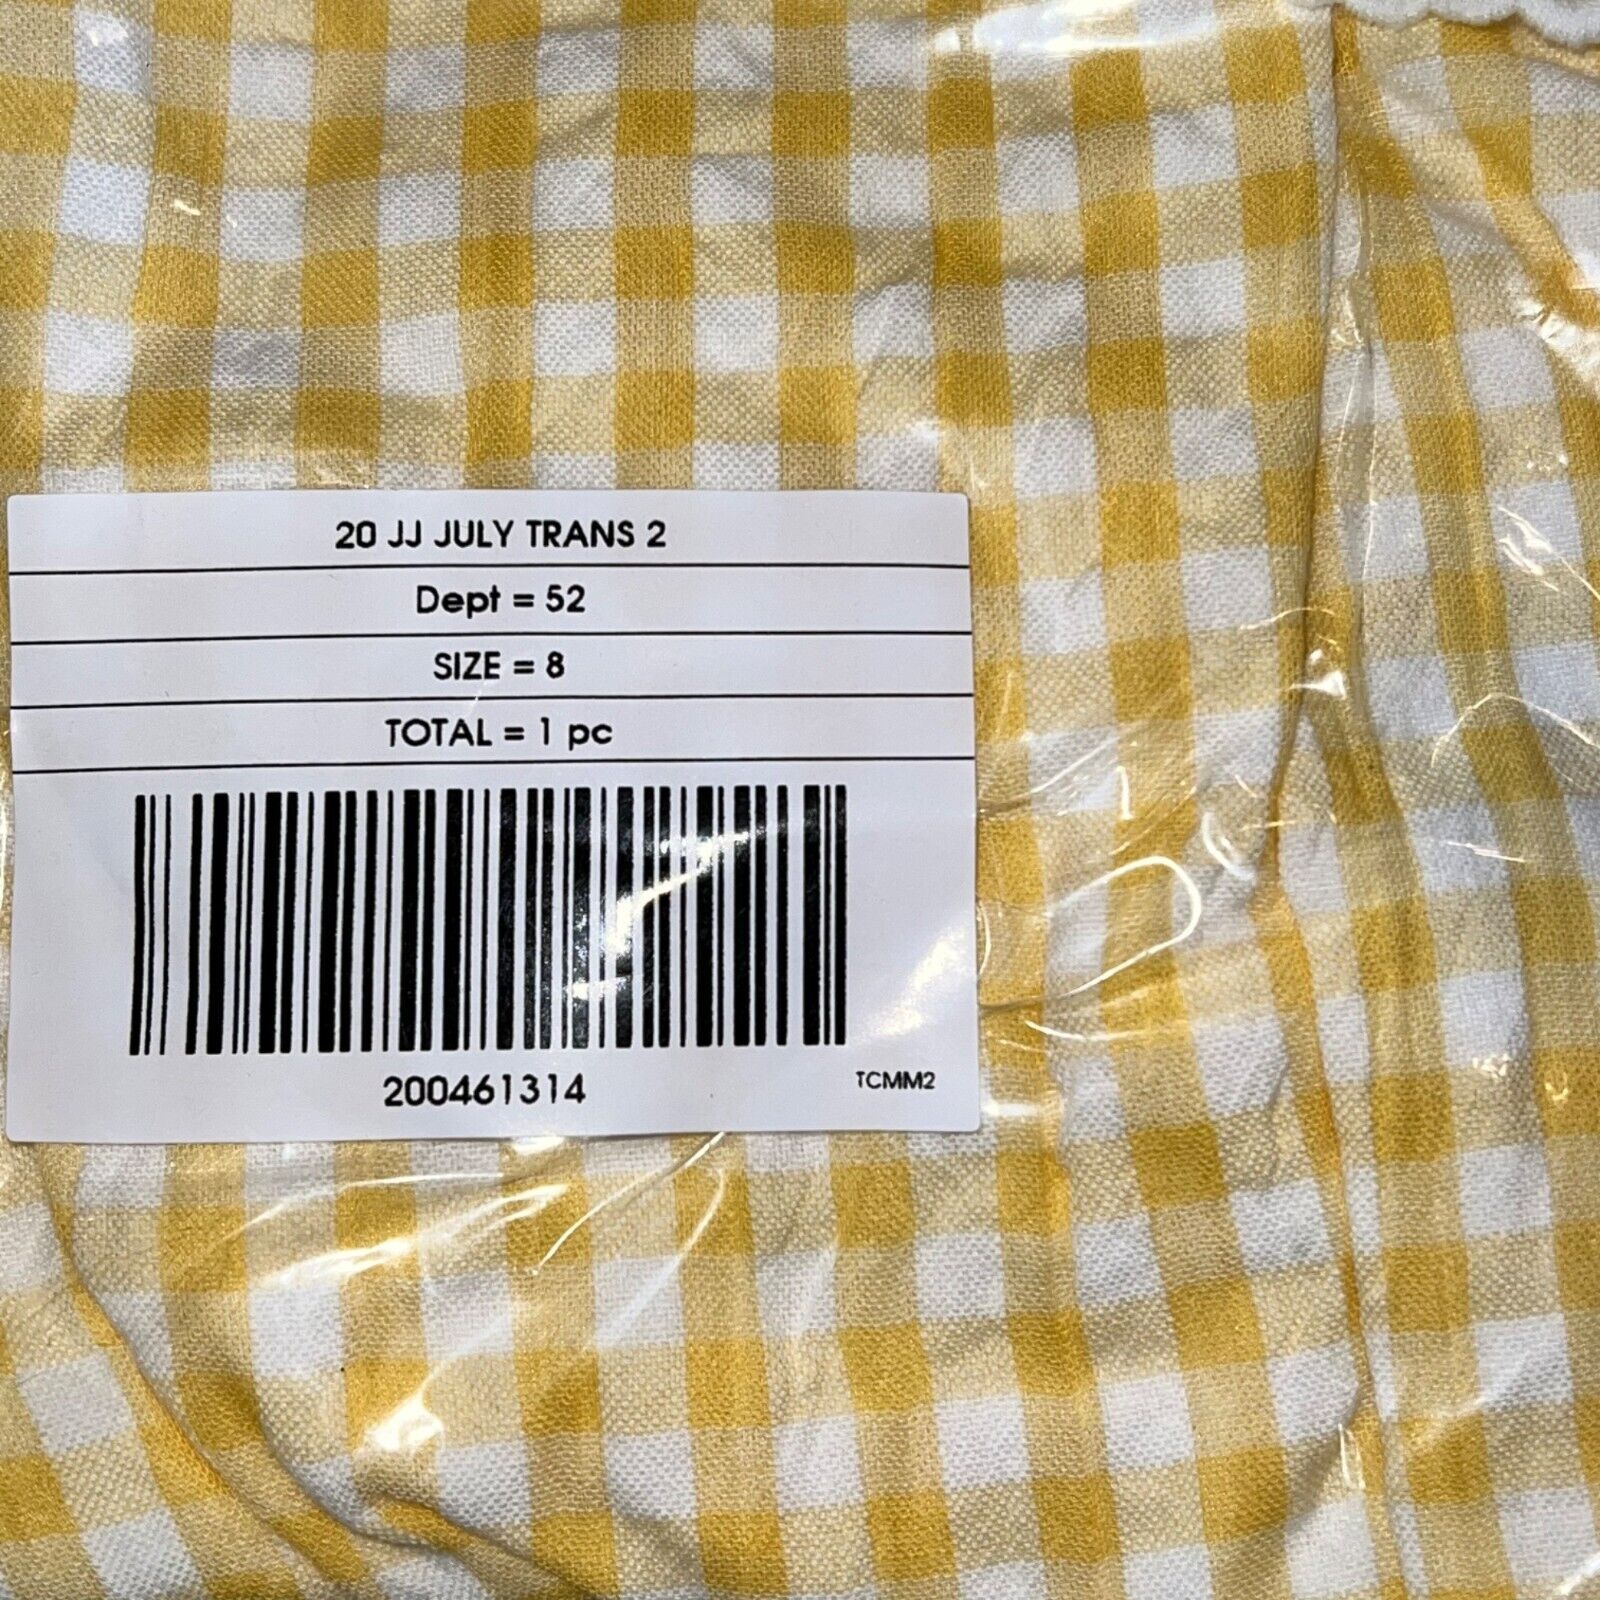 20 JJ JULY TRANS 2
Dept = 52
SIZE = 8
TOTAL = 1 pc
200461314
TCMM2